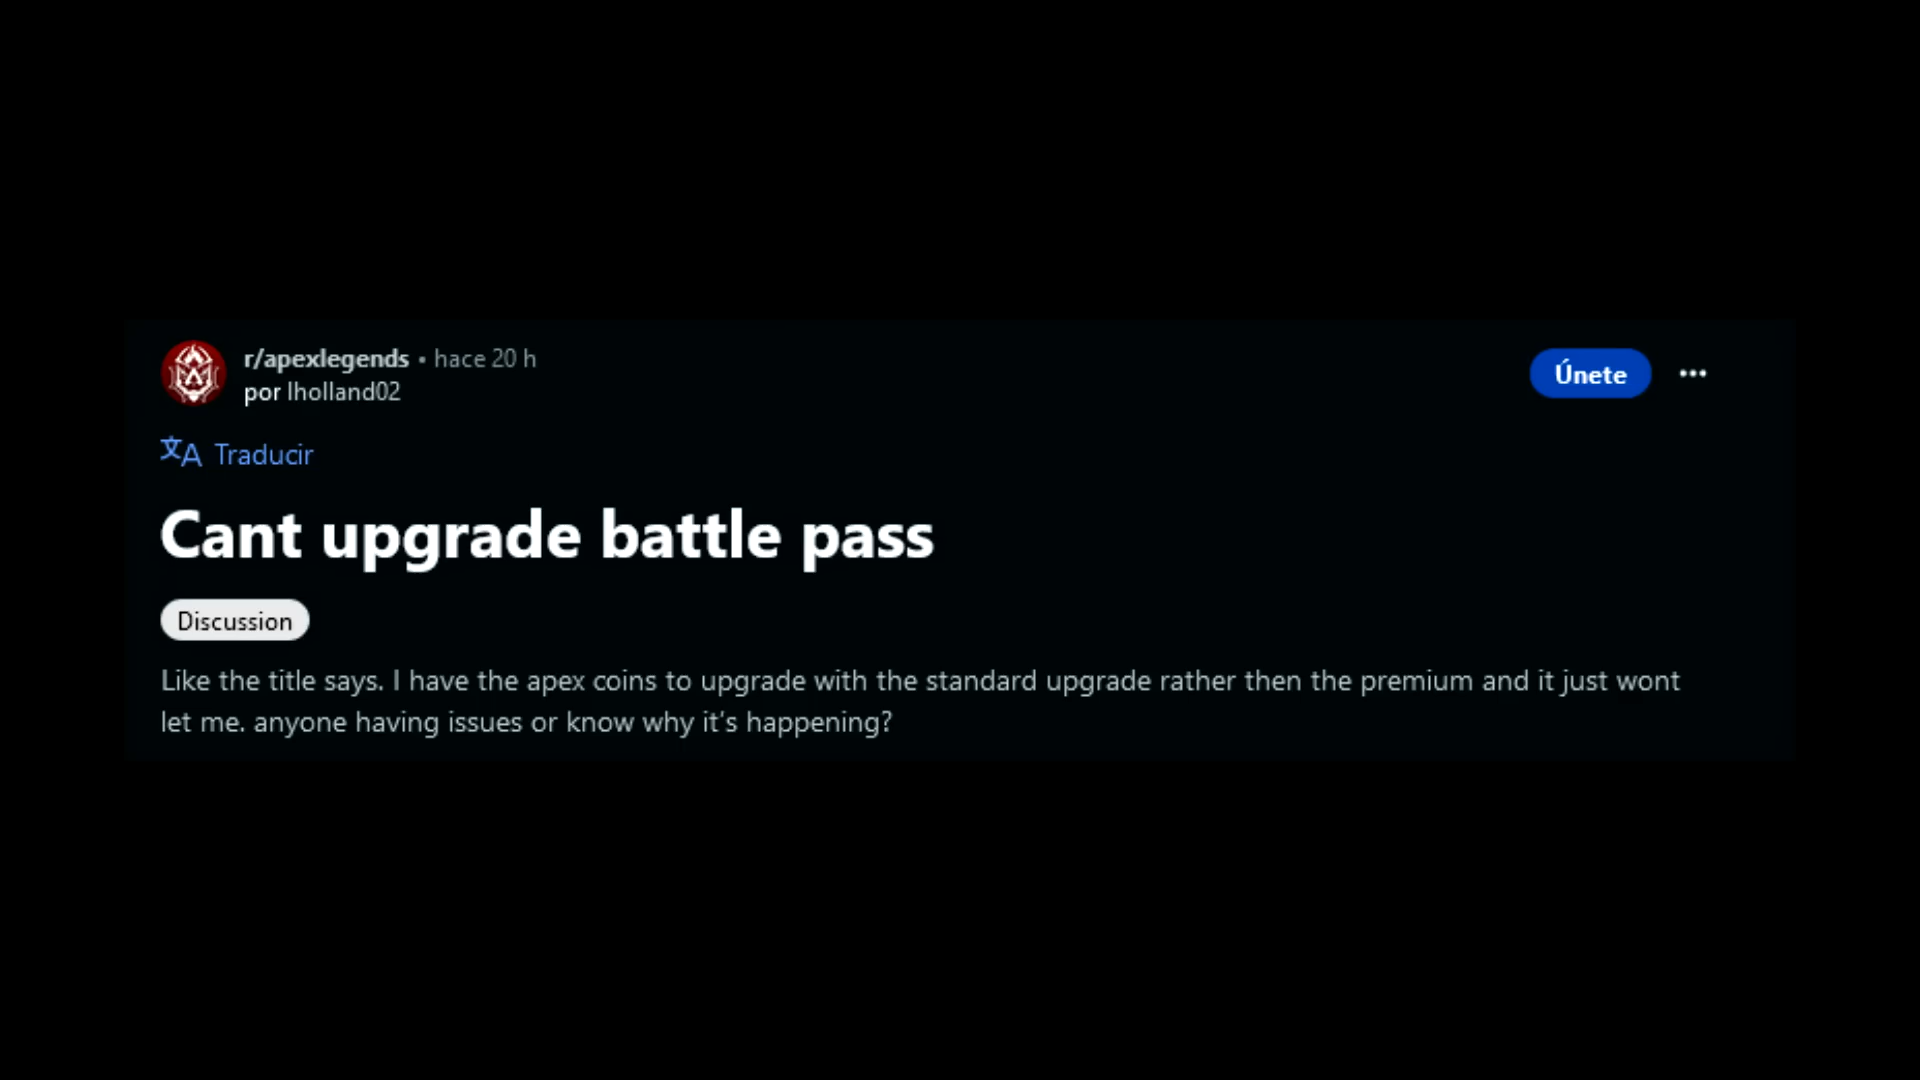 r/apexlegends • hace 20 h
por lholland02
Traducir
Únete
Cant upgrade battle pass
Discussion
Like the title says. I have the apex coins to upgrade with the standard upgrade rather then the premium and it just wont
let me. anyone having issues or know why it's happening?